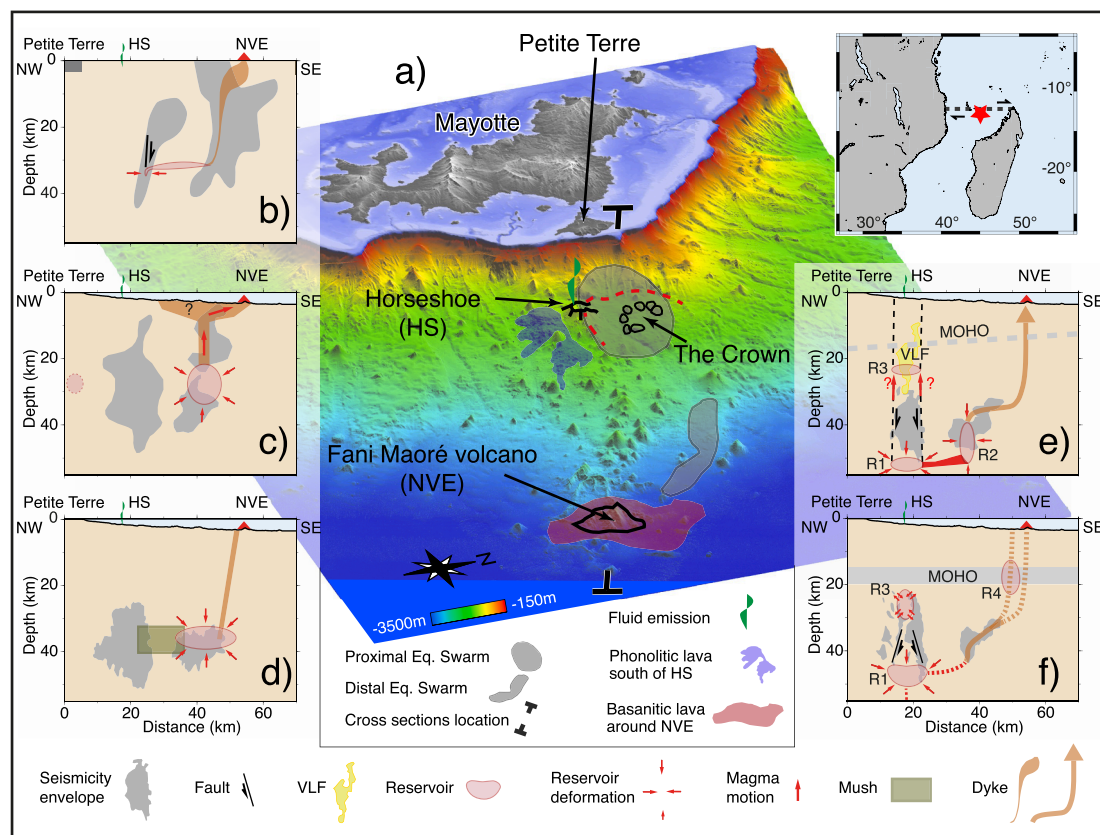 Petite Terre
HS
NVE
NW
SE
0
20
40
Depth (km)
b)
a)
Petite Terre
Mayotte
Horseshoe
(HS)
The Crown
Fani Maoré volcano
(NVE)
N
-3500m
-150m
-10°
-20°
30°
40°
50°
Petite Terre
HS
NVE
NW
SE
0
20
40
Depth (km)
?
c)
Petite Terre
HS
NVE
NW
SE
0
20
40
Depth (km)
d)
0
20
40
60
Distance (km)
Petite Terre
HS
NVE
NW
SE
0
20
40
Depth (km)
MOHO
VLF
R3
?
?
R1
R2
e)
Petite Terre
HS
NVE
NW
SE
0
20
40
Depth (km)
MOHO
R3
R4
R1
f)
0
20
40
60
Distance (km)
Proximal Eq. Swarm
Distal Eq. Swarm
Cross sections location
Fluid emission
Phonolitic lava
south of HS
Basanitic lava
around NVE
Seismicity
envelope
Fault
VLF
Reservoir
Reservoir
deformation
Magma
motion
Mush
Dyke